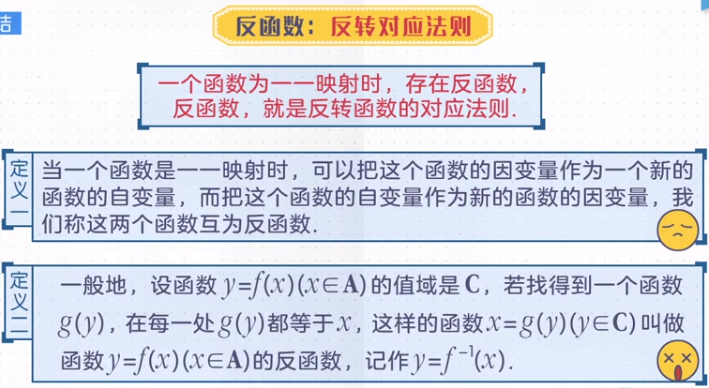 结
反函数：反转对应法则
一个函数为一一映射时，存在反函数，
反函数，就是反转函数的对应法则.
定义一
当一个函数是一一映射时，可以把这个函数的因变量作为一个新的
函数的自变量，而把这个函数的自变量作为新的函数的因变量，我
们称这两个函数互为反函数.
定义二
一般地，设函数 y=f(x)(x∈A)的值域是 C，若找得到一个函数
g(y)，在每一处g(y)都等于x，这样的函数x=g(y)(y∈C)叫做
函数y=f(x)(x∈A)的反函数，记作y=f⁻¹(x).